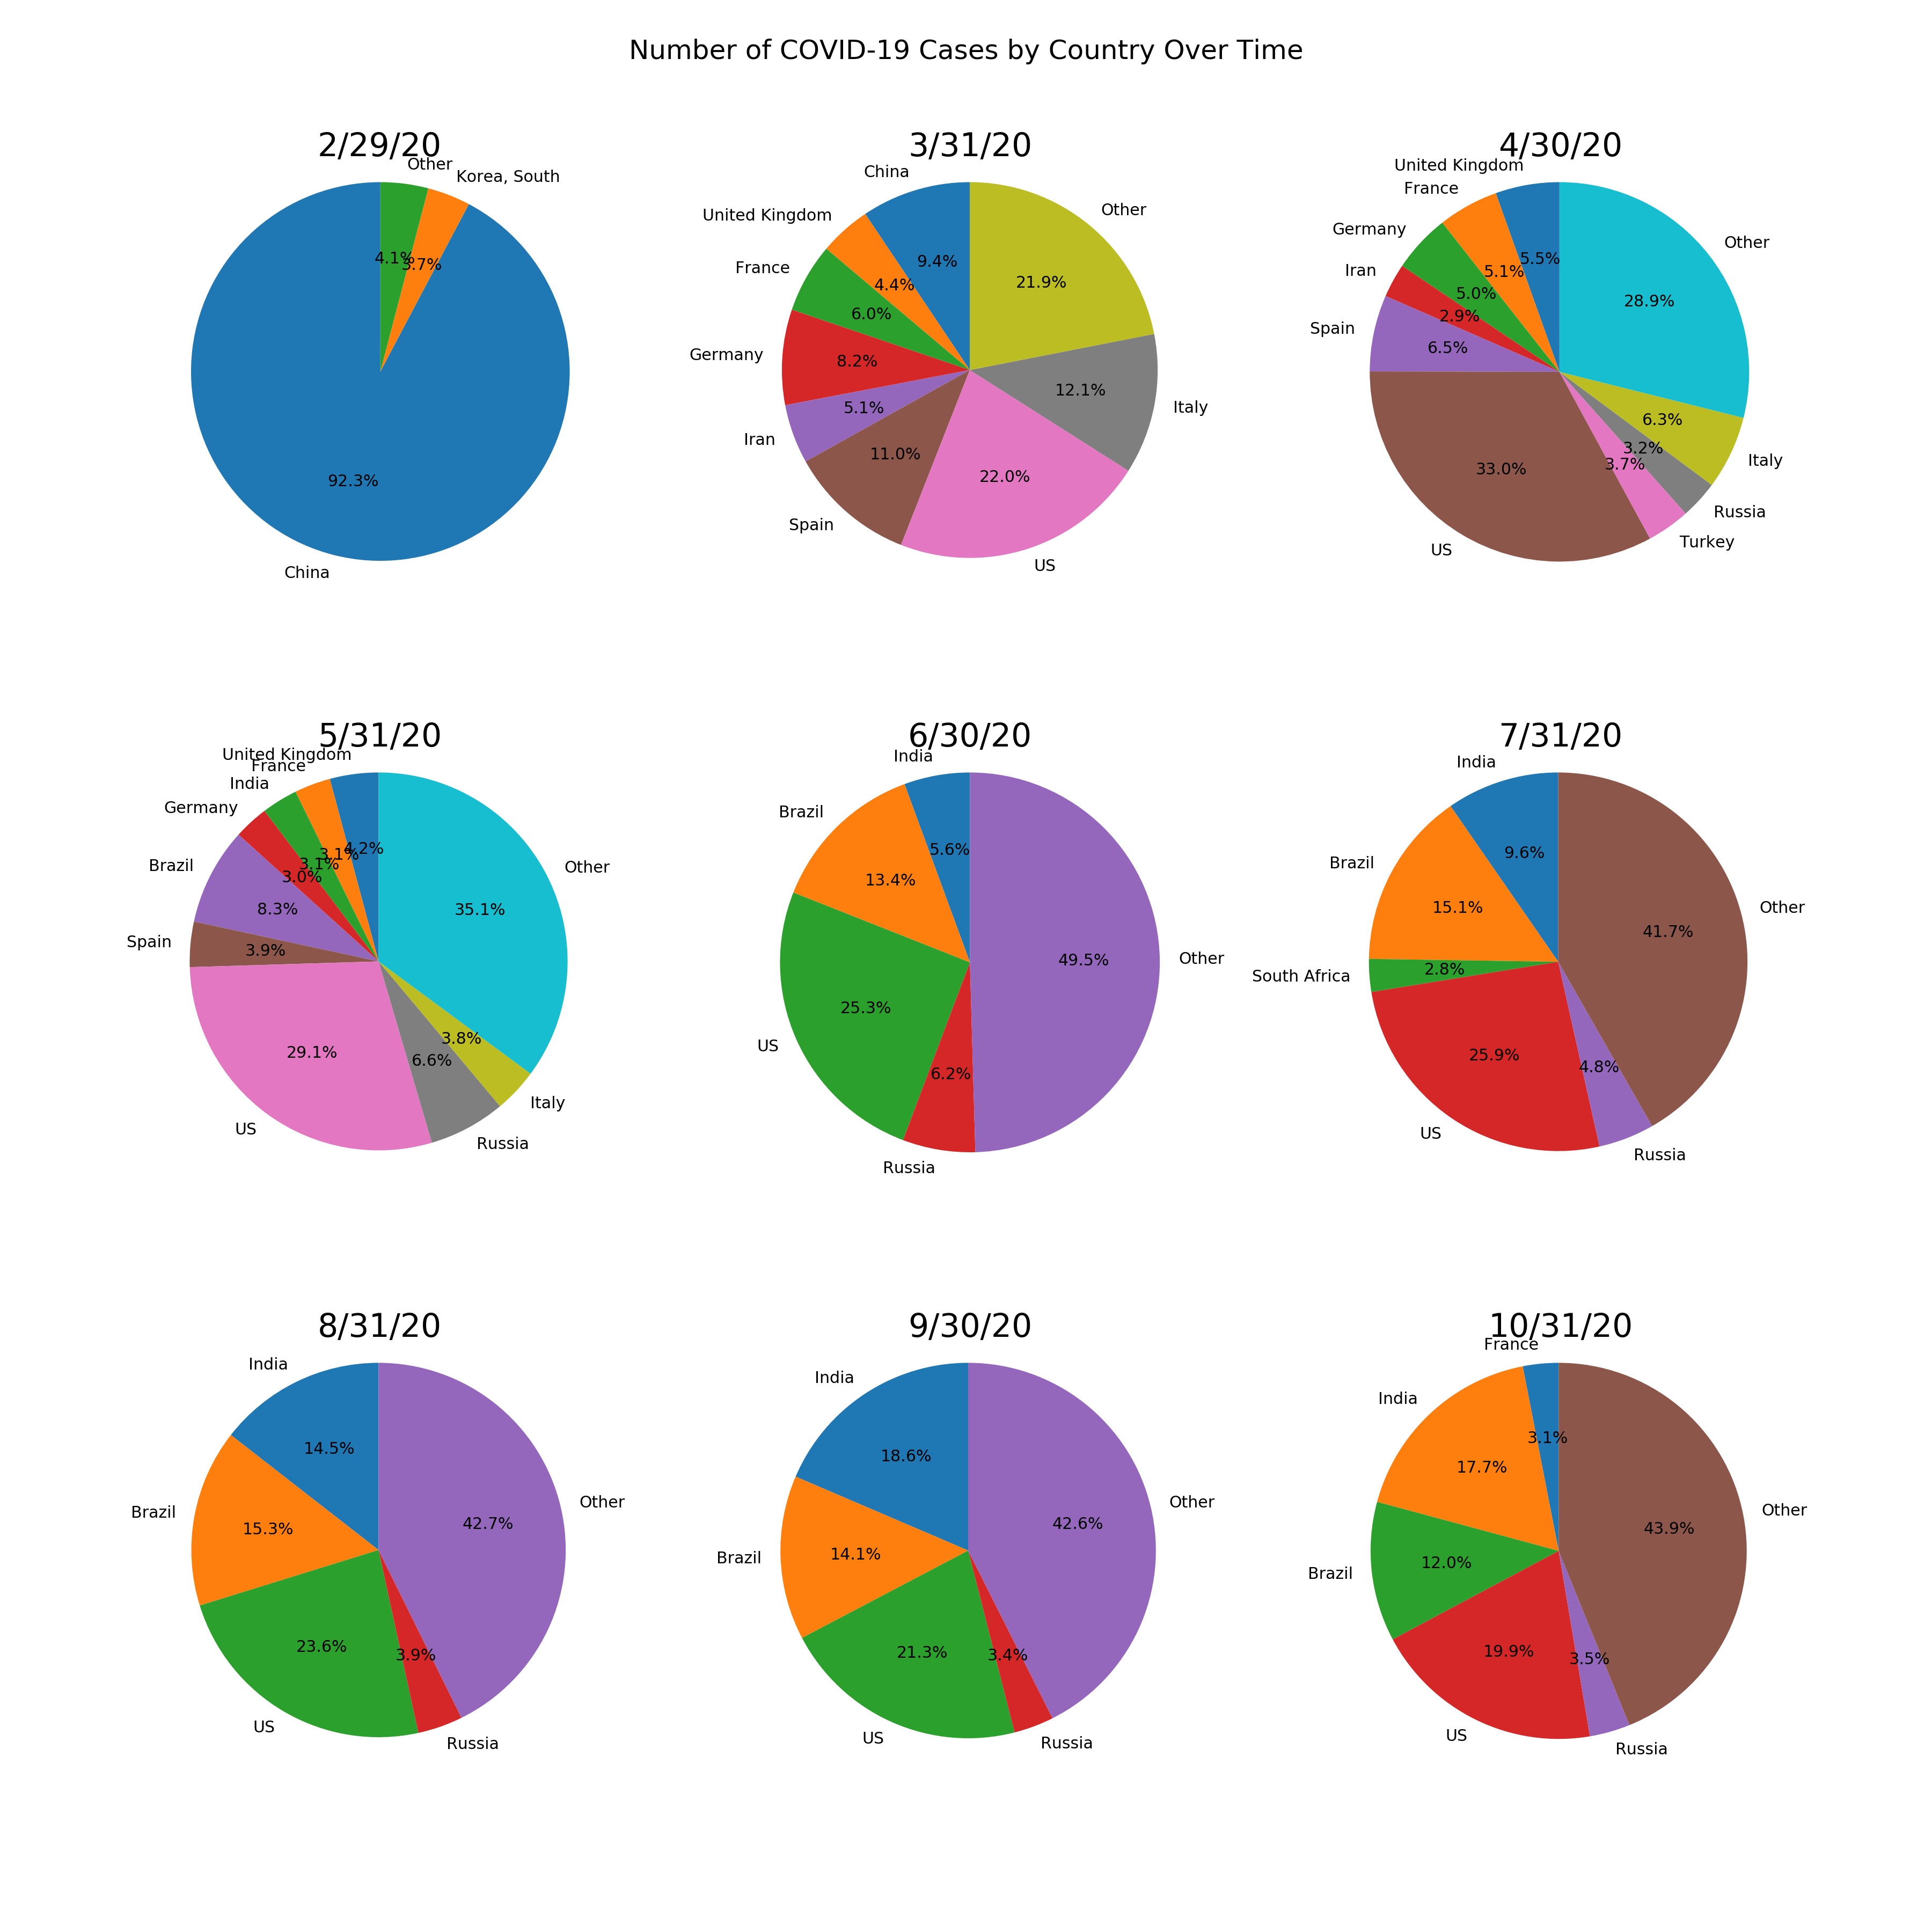 Number of COVID-19 Cases by Country Over Time
2/29/20
Other
Korea, South
4.1%
3.7%
92.3%
China
3/31/20
China
United Kingdom
Other
France
9.4%
4.4%
21.9%
6.0%
Germany
8.2%
12.1%
5.1%
Italy
Iran
11.0%
22.0%
Spain
US
4/30/20
United Kingdom
France
Germany
Other
Iran
5.5%
5.1%
5.0%
28.9%
2.9%
Spain
6.5%
6.3%
3.2%
3.7%
33.0%
Italy
Russia
Turkey
US
5/31/20
United Kingdom
France
India
Germany
Brazil
4.2%
3.1%
3.1%
3.0%
Other
8.3%
35.1%
Spain
3.9%
3.8%
29.1%
6.6%
Italy
US
Russia
6/30/20
India
Brazil
5.6%
13.4%
49.5%
Other
25.3%
US
6.2%
Russia
7/31/20
India
9.6%
Brazil
15.1%
Other
41.7%
South Africa
2.8%
25.9%
4.8%
US
Russia
8/31/20
India
14.5%
Brazil
15.3%
Other
42.7%
23.6%
3.9%
US
Russia
9/30/20
India
18.6%
Other
42.6%
Brazil
14.1%
21.3%
3.4%
US
Russia
10/31/20
France
India
3.1%
17.7%
Other
43.9%
Brazil
12.0%
19.9%
3.5%
US
Russia